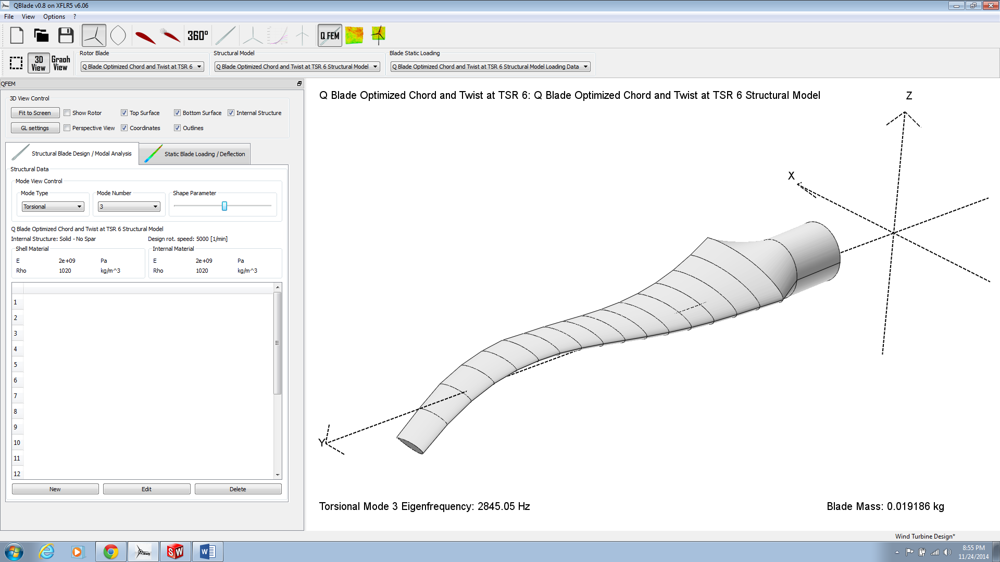 QBlade v0.8 on XFLR5 v6.06
File View Options ?
360°
Q FEM
3D View
Graph View
Rotor Blade
Q Blade Optimized Chord and Twist at TSR 6
Structural Model
Q Blade Optimized Chord and Twist at TSR 6 Structural Model
Blade Static Loading
Q Blade Optimized Chord and Twist at TSR 6 Structural Model Loading Data
QFEM
3D View Control
Fit to Screen Show Rotor Top Surface Bottom Surface Internal Structure
GL settings Perspective View Coordinates Outlines
Structural Blade Design / Modal Analysis Static Blade Loading / Deflection
Structural Data
Mode View Control
Mode Type Mode Number Shape Parameter
Torsional 3
Q Blade Optimized Chord and Twist at TSR 6 Structural Model
Internal Structure: Solid - No Spar Design rot. speed: 5000 [1/min]
Shell Material Internal Material
E 2e+09 Pa E 2e+09 Pa
Rho 1020 kg/m^3 Rho 1020 kg/m^3
1
2
3
4
5
6
7
8
9
10
11
12
New Edit Delete
Q Blade Optimized Chord and Twist at TSR 6: Q Blade Optimized Chord and Twist at TSR 6 Structural Model
Z
X
Y
Torsional Mode 3 Eigenfrequency: 2845.05 Hz Blade Mass: 0.019186 kg
Wind Turbine Design*
Blade
SW
W
8:55 PM
11/24/2014